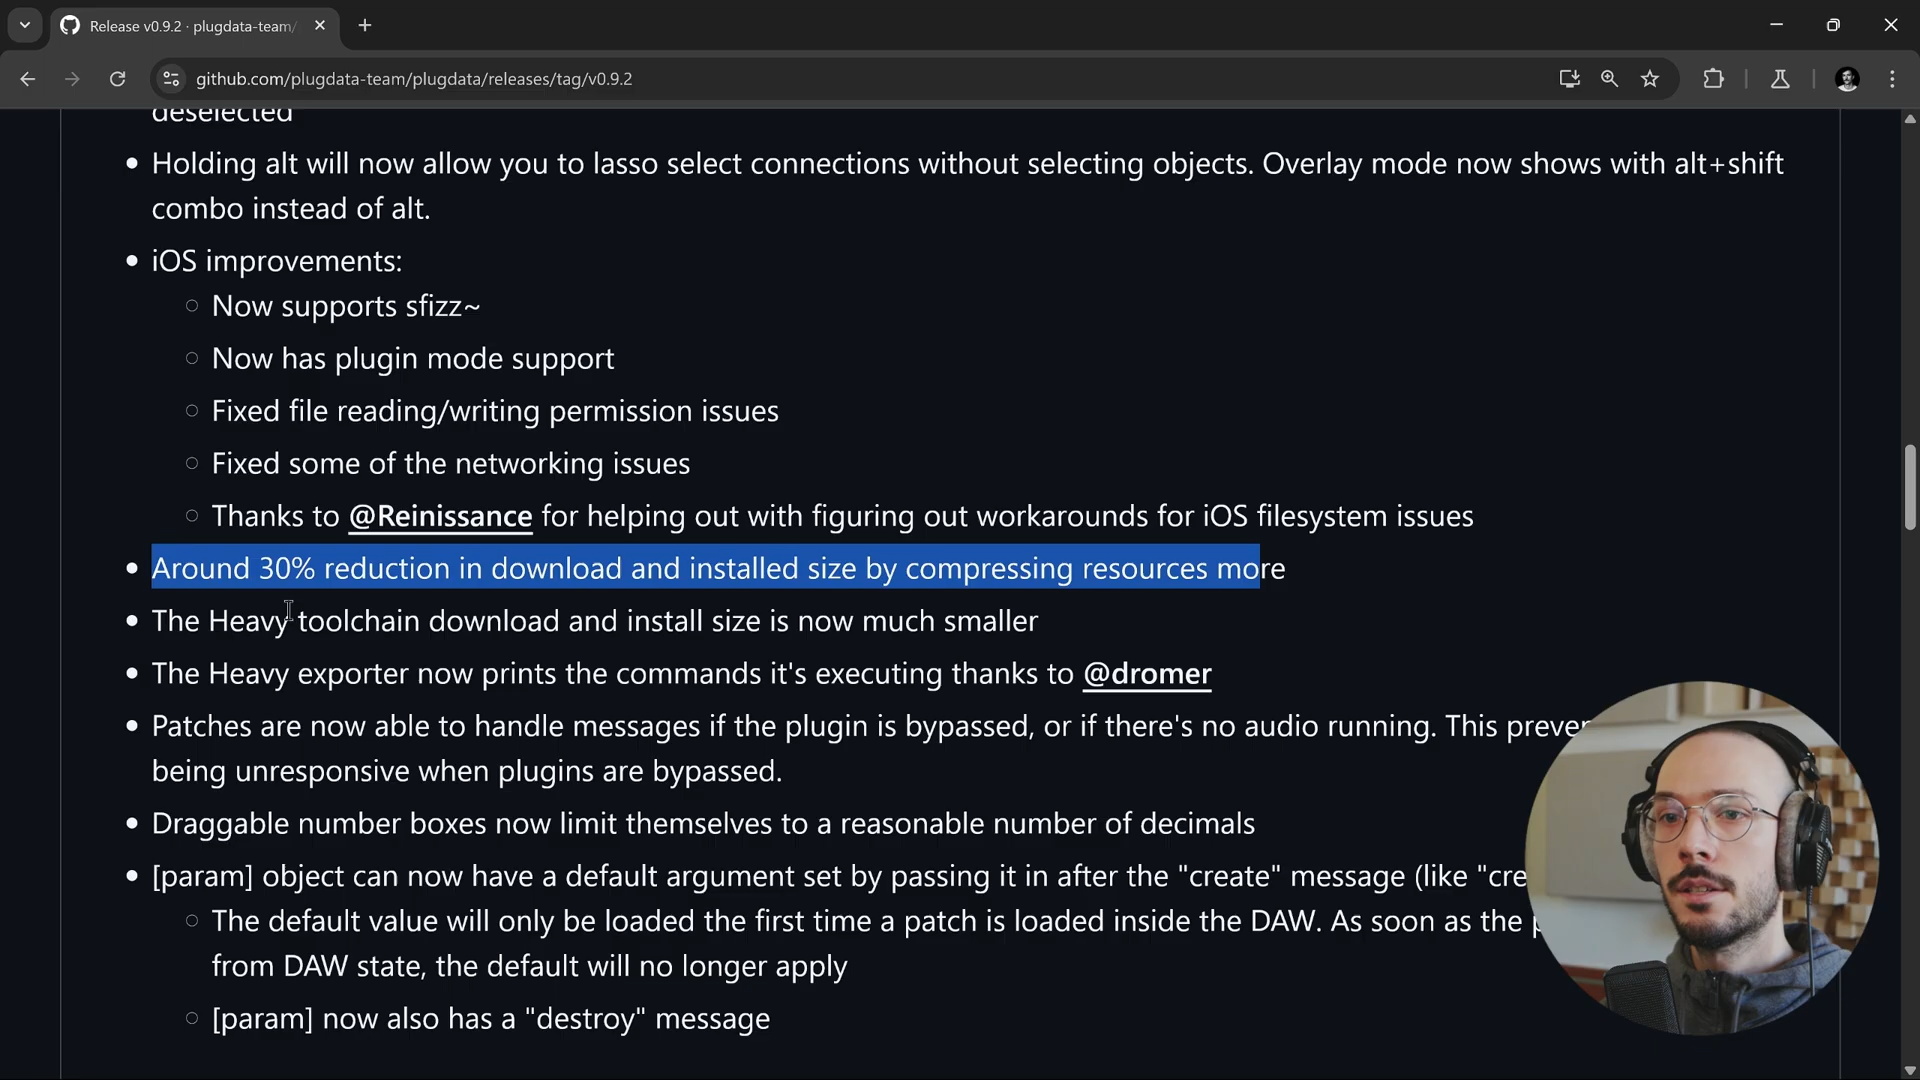 Release v0.9.2 · plugdata-team/
github.com/plugdata-team/plugdata/releases/tag/v0.9.2
deselected
• Holding alt will now allow you to lasso select connections without selecting objects. Overlay mode now shows with alt+shift
combo instead of alt.
• iOS improvements:
○ Now supports sfizz~
○ Now has plugin mode support
○ Fixed file reading/writing permission issues
○ Fixed some of the networking issues
○ Thanks to @Reinissance for helping out with figuring out workarounds for iOS filesystem issues
• Around 30% reduction in download and installed size by compressing resources more
• The Heavy toolchain download and install size is now much smaller
• The Heavy exporter now prints the commands it's executing thanks to @dromer
• Patches are now able to handle messages if the plugin is bypassed, or if there's no audio running. This
being unresponsive when plugins are bypassed.
• Draggable number boxes now limit themselves to a reasonable number of decimals
• [param] object can now have a default argument set by passing it in after the "create" message (like
○ The default value will only be loaded the first time a patch is loaded inside the DAW. As soon as the
from DAW state, the default will no longer apply
○ [param] now also has a "destroy" message